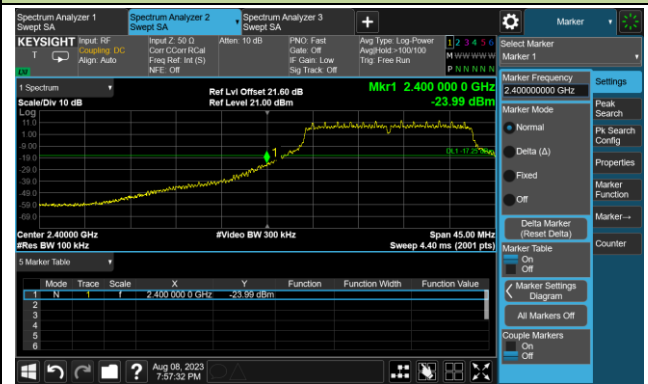 Spectrum Analyzer 1
Swept SA
Spectrum Analyzer 2
Swept SA
Spectrum Analyzer 3
Swept SA
+
Marker
KEYSIGHT
T
LW
Input: RF
Coupling: DC
Align: Auto
Input Z: 50 Ω
Corr CCorr RCal
Freq Ref: Int (S)
NFE: Off
Atten: 10 dB
PNO: Fast
Gate: Off
IF Gain: Low
Sig Track: Off
Avg Type: Log-Power
Avg|Hold:>100/100
Trig: Free Run
1 2 3 4 5 6
M W W W W W
P N N N N N
Select Marker
Marker 1
1 Spectrum
Scale/Div 10 dB
Log
Ref Lvl Offset 21.60 dB
Ref Level 21.00 dBm
Mkr1 2.400 000 0 GHz
-23.99 dBm
11.0
1.00
-9.00
-19.0
-29.0
-39.0
-49.0
-59.0
-69.0
1
DL1 -17.25 dBm
Center 2.40000 GHz
#Res BW 100 kHz
#Video BW 300 kHz
Span 45.00 MHz
Sweep 4.40 ms (2001 pts)
5 Marker Table
Mode Trace Scale X Y Function Function Width Function Value
1 N 1 f 2.400 000 0 GHz -23.99 dBm
2
3
4
5
6
Marker Frequency
2.400000000 GHz
Marker Mode
Normal
Delta (Δ)
Fixed
Off
Delta Marker
(Reset Delta)
Marker Table
On
Off
Marker Settings
Diagram
All Markers Off
Couple Markers
On
Off
Settings
Peak
Search
Pk Search
Config
Properties
Marker
Function
Marker→
Counter
?
Aug 08, 2023
7:57:32 PM